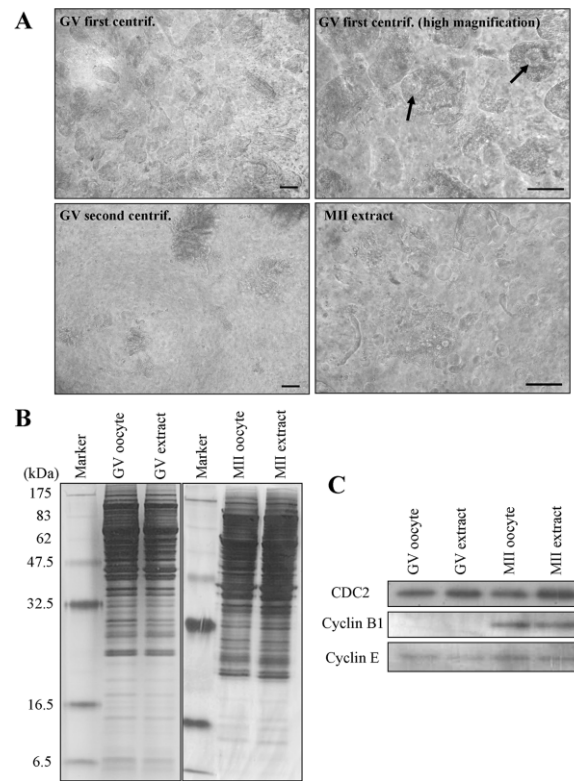 A
GV first centrif.
GV first centrif. (high magnification)
GV second centrif.
MII extract
B
(kDa)
Marker
GV oocyte
GV extract
Marker
MII oocyte
MII extract
175
83
62
47.5
32.5
16.5
6.5
C
GV oocyte
GV extract
MII oocyte
MII extract
CDC2
Cyclin B1
Cyclin E